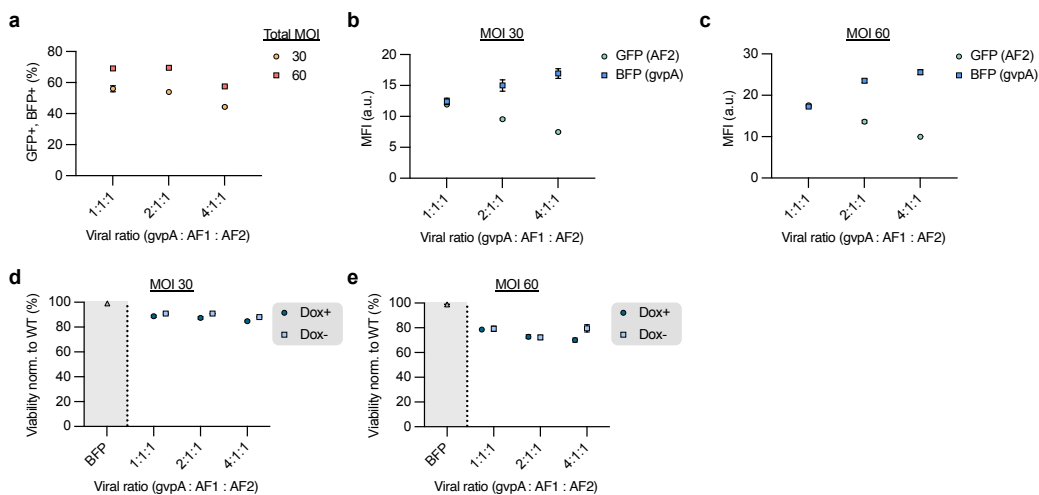 a
Total MOI
30
60
GFP+, BFP+ (%)
80
60
40
20
0
1:1:1
2:1:1
4:1:1
Viral ratio (gvpA : AF1 : AF2)
b
MOI 30
GFP (AF2)
BFP (gvpA)
MFI (a.u.)
20
15
10
5
0
1:1:1
2:1:1
4:1:1
Viral ratio (gvpA : AF1 : AF2)
c
MOI 60
GFP (AF2)
BFP (gvpA)
MFI (a.u.)
30
20
10
0
1:1:1
2:1:1
4:1:1
Viral ratio (gvpA : AF1 : AF2)
d
MOI 30
Dox+
Dox-
Viability norm. to WT (%)
100
80
60
40
20
0
BFP
1:1:1
2:1:1
4:1:1
Viral ratio (gvpA : AF1 : AF2)
e
MOI 60
Dox+
Dox-
Viability norm. to WT (%)
100
80
60
40
20
0
BFP
1:1:1
2:1:1
4:1:1
Viral ratio (gvpA : AF1 : AF2)